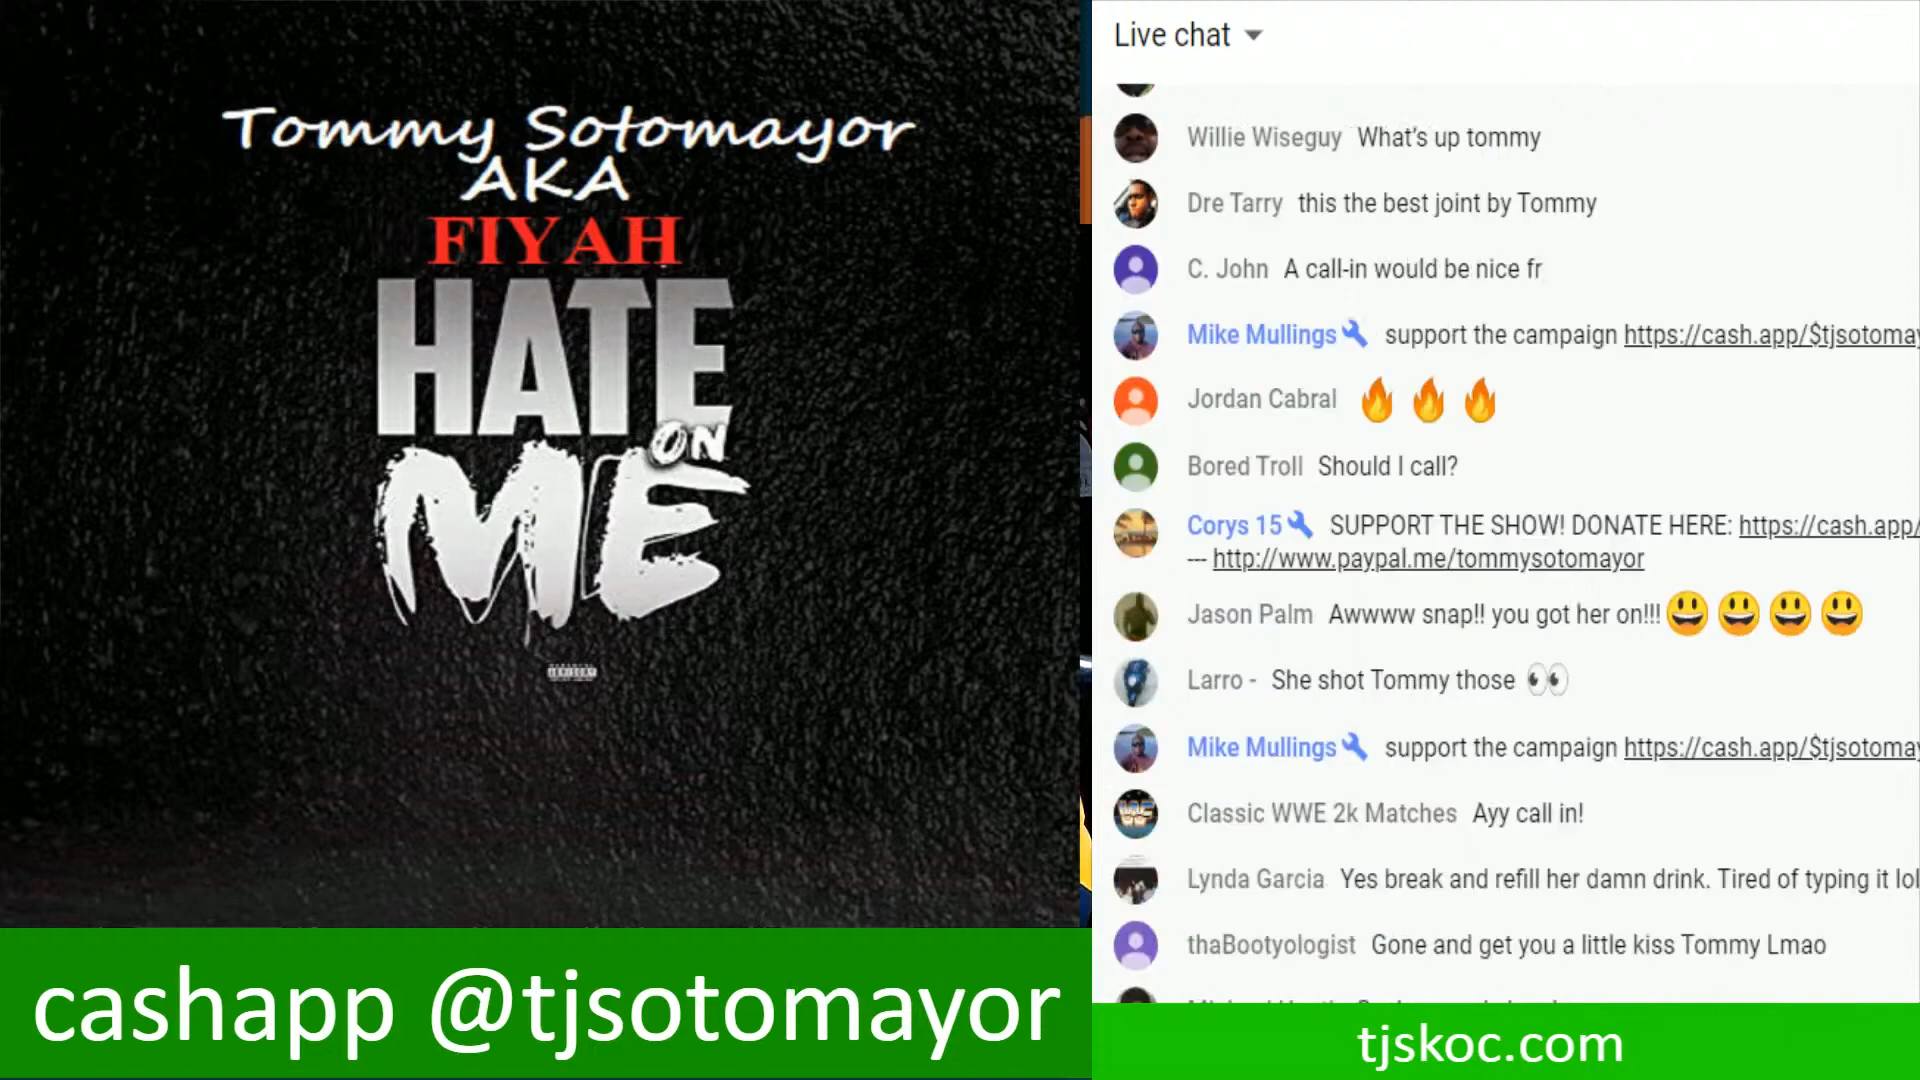 Tommy Sotomayor
AKA
FIYAH
HATE
ON
ME
cashapp @tjsotomayor
Live chat
Willie Wiseguy What's up tommy
Dre Tarry this the best joint by Tommy
C. John A call-in would be nice fr
Mike Mullings support the campaign https://cash.app/$tjsotomay
Jordan Cabral 🔥 🔥 🔥
Bored Troll Should I call?
Corys 15 SUPPORT THE SHOW! DONATE HERE: https://cash.app/
--- http://www.paypal.me/tommysotomayor
Jason Palm Awwww snap!! you got her on!!! 😃 😃 😃 😃
Larro - She shot Tommy those 👀
Mike Mullings support the campaign https://cash.app/$tjsotomay
Classic WWE 2k Matches Ayy call in!
Lynda Garcia Yes break and refill her damn drink. Tired of typing it lol
thaBootyologist Gone and get you a little kiss Tommy Lmao
tjskoc.com